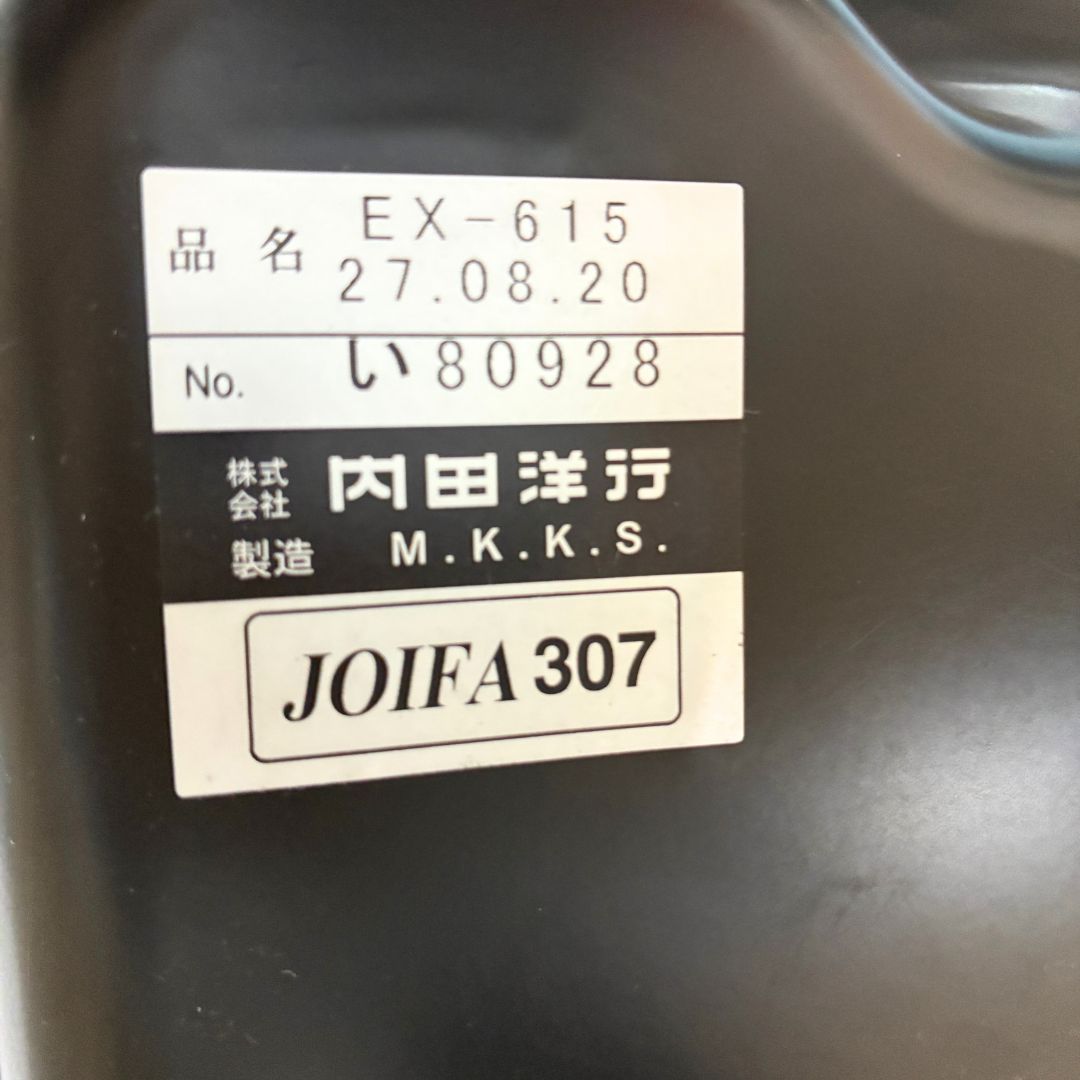 品名 EX-615
27.08.20
No. い80928
株式会社 内田洋行
製造 M.K.K.S.
JOIFA 307